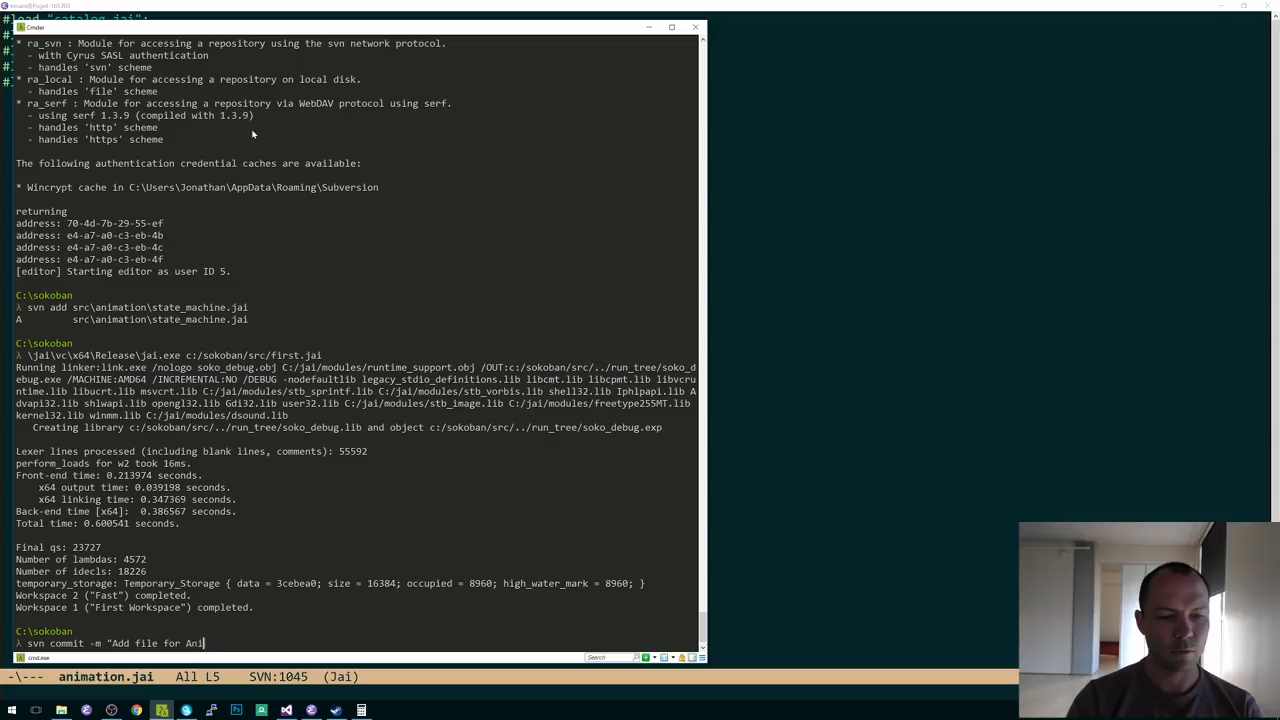 emacs@Puget-165303
#load "catalog.jai";
Cmder
* ra_svn : Module for accessing a repository using the svn network protocol.
  - with Cyrus SASL authentication
  - handles 'svn' scheme
* ra_local : Module for accessing a repository on local disk.
  - handles 'file' scheme
* ra_serf : Module for accessing a repository via WebDAV protocol using serf.
  - using serf 1.3.9 (compiled with 1.3.9)
  - handles 'http' scheme
  - handles 'https' scheme
The following authentication credential caches are available:
* Wincrypt cache in C:\Users\Jonathan\AppData\Roaming\Subversion
returning
address: 70-4d-7b-29-55-ef
address: e4-a7-a0-c3-eb-4b
address: e4-a7-a0-c3-eb-4c
address: e4-a7-a0-c3-eb-4f
[editor] Starting editor as user ID 5.
C:\sokoban
λ svn add src\animation\state_machine.jai
A         src\animation\state_machine.jai
C:\sokoban
λ \jai\vc\x64\Release\jai.exe c:/sokoban/src/first.jai
Running linker:link.exe /nologo soko_debug.obj C:/jai/modules/runtime_support.obj /OUT:c:/sokoban/src/../run_tree/soko_d
ebug.exe /MACHINE:AMD64 /INCREMENTAL:NO /DEBUG -nodefaultlib legacy_stdio_definitions.lib libcmt.lib libcpmt.lib libvcru
ntime.lib libucrt.lib msvcrt.lib C:/jai/modules/stb_sprintf.lib C:/jai/modules/stb_vorbis.lib shell32.lib Iphlpapi.lib A
dvapi32.lib shlwapi.lib opengl32.lib Gdi32.lib user32.lib C:/jai/modules/stb_image.lib C:/jai/modules/freetype255MT.lib
kernel32.lib winmm.lib C:/jai/modules/dsound.lib
   Creating library c:/sokoban/src/../run_tree/soko_debug.lib and object c:/sokoban/src/../run_tree/soko_debug.exp
Lexer lines processed (including blank lines, comments): 55592
perform_loads for w2 took 16ms.
Front-end time: 0.213974 seconds.
    x64 output time: 0.039198 seconds.
    x64 linking time: 0.347369 seconds.
Back-end time [x64]:  0.386567 seconds.
Total time: 0.600541 seconds.
Final qs: 23727
Number of lambdas: 4572
Number of idecls: 18226
temporary_storage: Temporary_Storage { data = 3cebea0; size = 16384; occupied = 8960; high_water_mark = 8960; }
Workspace 2 ("Fast") completed.
Workspace 1 ("First Workspace") completed.
C:\sokoban
λ svn commit -m "Add file for Ani
cmd.exe
Search
-\---  animation.jai   All L5    SVN:1045  (Jai)